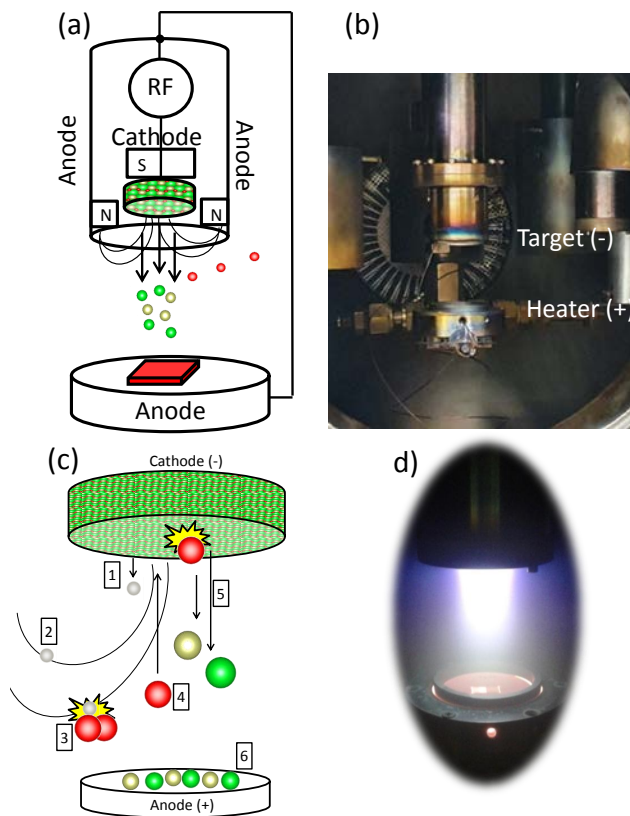 (a)
RF
Cathode
Anode
Anode
S
N
N
Anode
(b)
Target (-)
Heater (+)
(c)
Cathode (-)
1
2
3
4
5
6
Anode (+)
d)